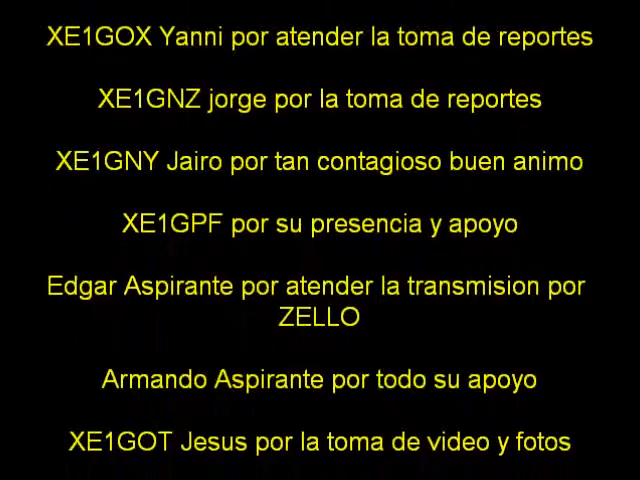 XE1GOX Yanni por atender la toma de reportes
XE1GNZ jorge por la toma de reportes
XE1GNY Jairo por tan contagioso buen animo
XE1GPF por su presencia y apoyo
Edgar Aspirante por atender la transmision por
ZELLO
Armando Aspirante por todo su apoyo
XE1GOT Jesus por la toma de video y fotos